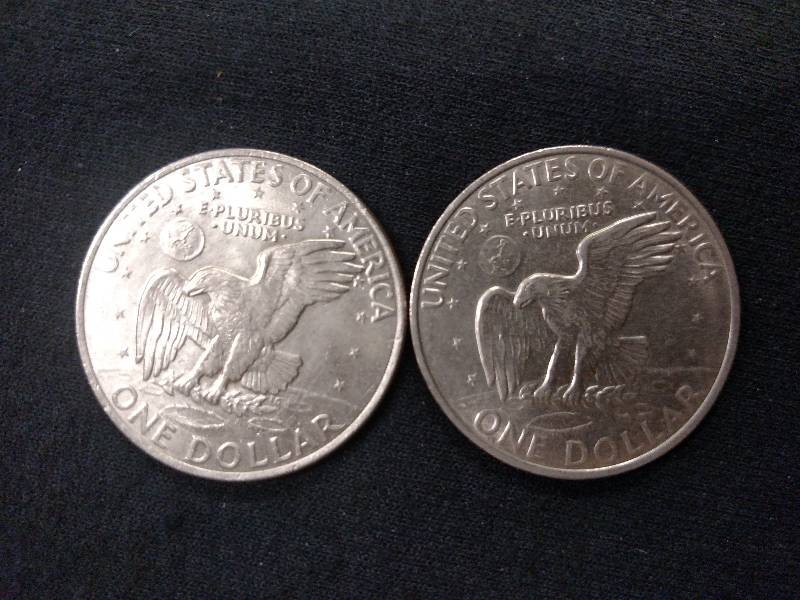 UNITED STATES OF AMERICA
E·PLURIBUS
·UNUM·
ONE DOLLAR
UNITED STATES OF AMERICA
E·PLURIBUS
·UNUM·
ONE DOLLAR